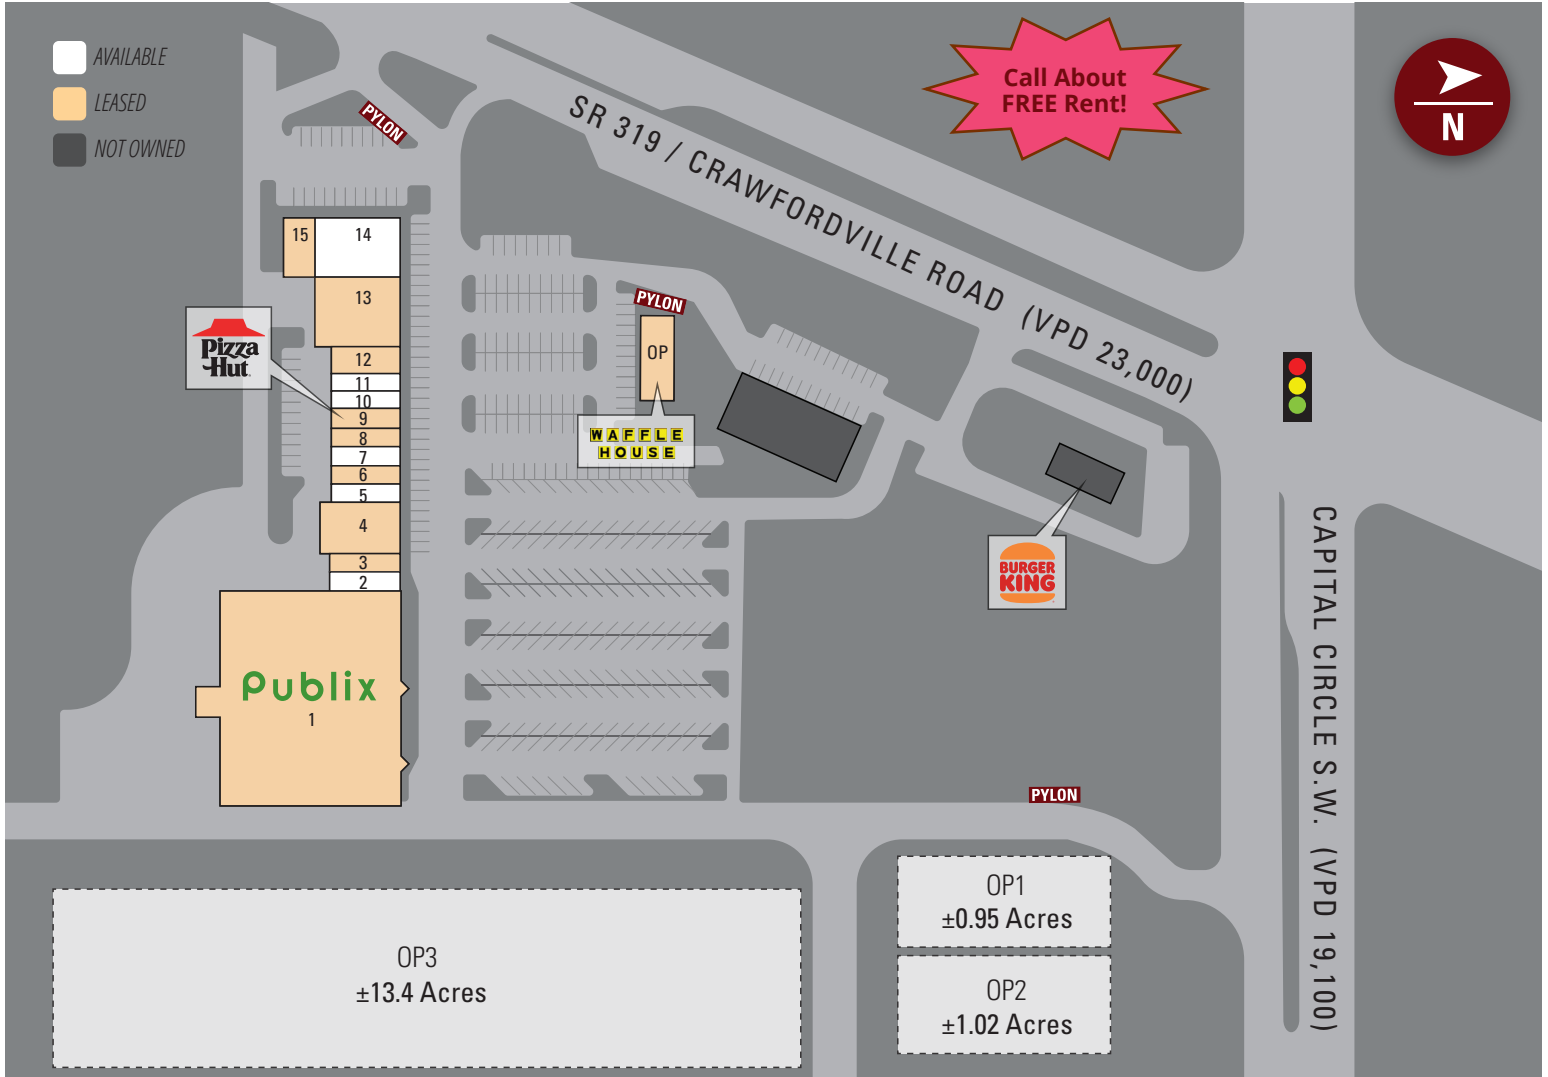 AVAILABLE
LEASED
NOT OWNED
Call About
FREE Rent!
N
PYLON
SR 319 / CRAWFORDVILLE ROAD (VPD 23,000)
15
14
13
12
11
10
9
8
7
6
5
4
3
2
Pizza
Hut
PYLON
OP
WAFFLE
HOUSE
BURGER
KING
CAPITAL CIRCLE S.W. (VPD 19,100)
Publix
1
PYLON
OP1
±0.95 Acres
OP2
±1.02 Acres
OP3
±13.4 Acres